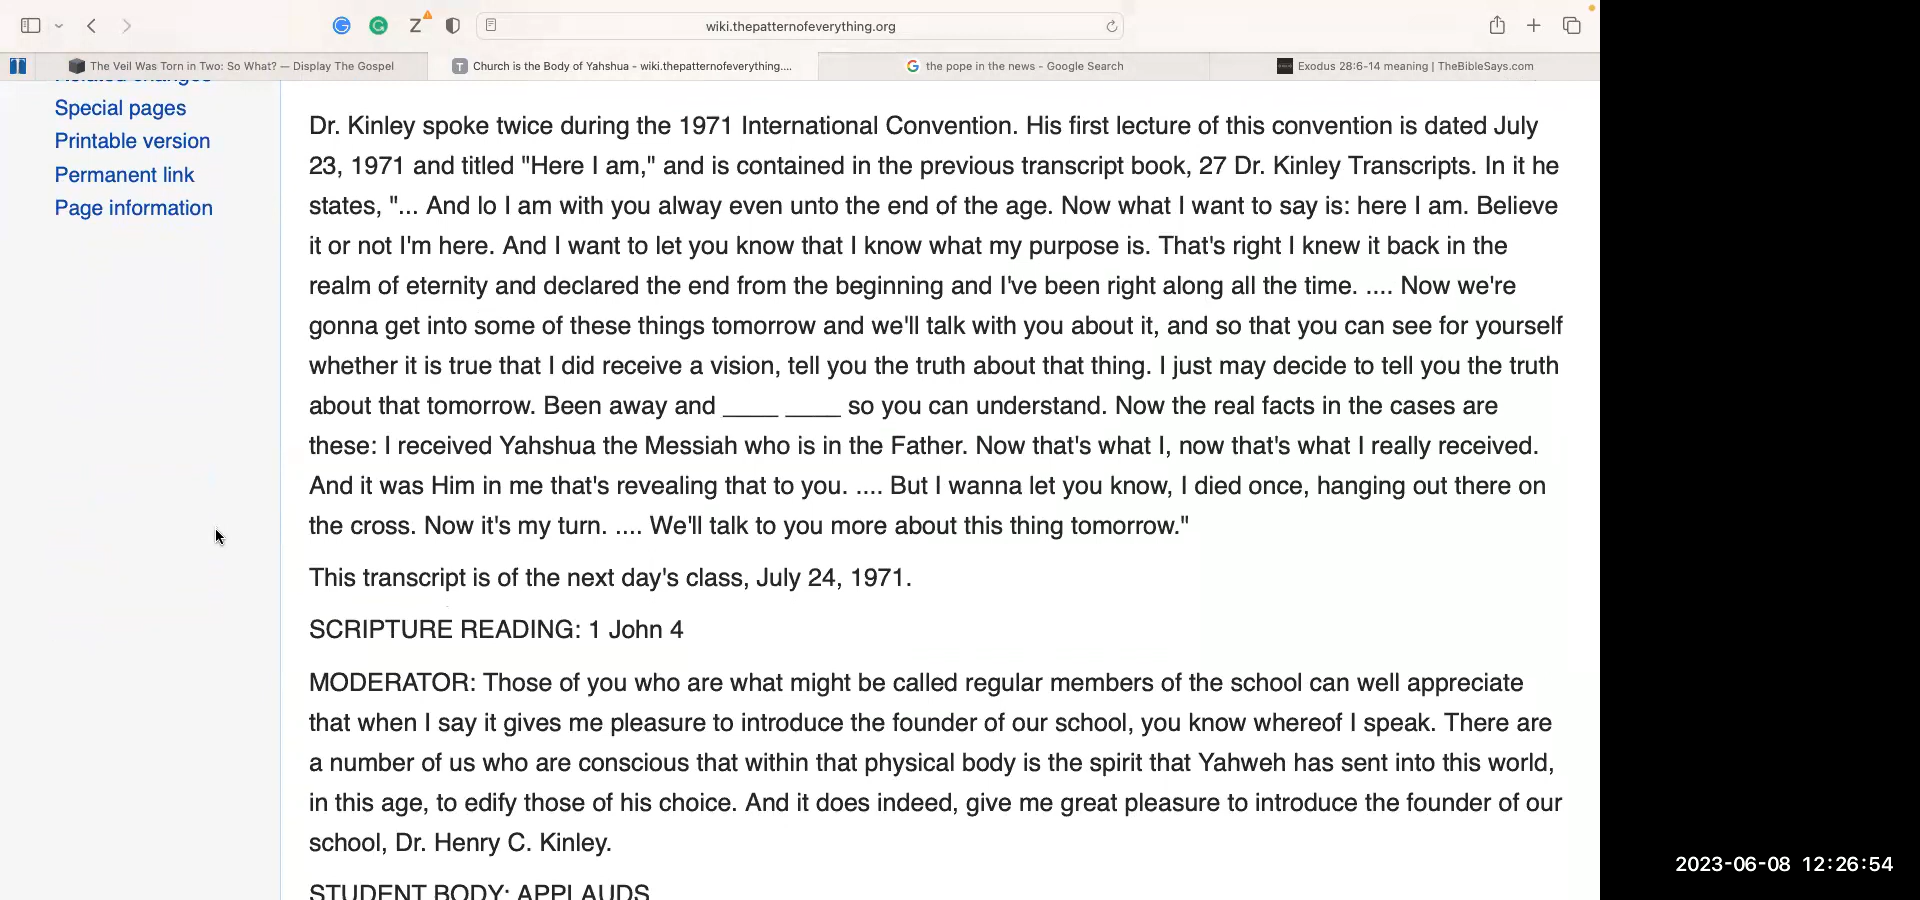 wiki.thepatternofeverything.org
The Veil Was Torn in Two: So What? — Display The Gospel
Church is the Body of Yahshua - wiki.thepatternofeverything....
the pope in the news - Google Search
Exodus 28:6-14 meaning | TheBibleSays.com
Related changes
Special pages
Printable version
Permanent link
Page information
Dr. Kinley spoke twice during the 1971 International Convention. His first lecture of this convention is dated July
23, 1971 and titled "Here I am," and is contained in the previous transcript book, 27 Dr. Kinley Transcripts. In it he
states, "... And lo I am with you alway even unto the end of the age. Now what I want to say is: here I am. Believe
it or not I'm here. And I want to let you know that I know what my purpose is. That's right I knew it back in the
realm of eternity and declared the end from the beginning and I've been right along all the time. .... Now we're
gonna get into some of these things tomorrow and we'll talk with you about it, and so that you can see for yourself
whether it is true that I did receive a vision, tell you the truth about that thing. I just may decide to tell you the truth
about that tomorrow. Been away and ____ ____ so you can understand. Now the real facts in the cases are
these: I received Yahshua the Messiah who is in the Father. Now that's what I, now that's what I really received.
And it was Him in me that's revealing that to you. .... But I wanna let you know, I died once, hanging out there on
the cross. Now it's my turn. .... We'll talk to you more about this thing tomorrow."
This transcript is of the next day's class, July 24, 1971.
SCRIPTURE READING: 1 John 4
MODERATOR: Those of you who are what might be called regular members of the school can well appreciate
that when I say it gives me pleasure to introduce the founder of our school, you know whereof I speak. There are
a number of us who are conscious that within that physical body is the spirit that Yahweh has sent into this world,
in this age, to edify those of his choice. And it does indeed, give me great pleasure to introduce the founder of our
school, Dr. Henry C. Kinley.
STUDENT BODY: APPLAUDS
2023-06-08 12:26:54